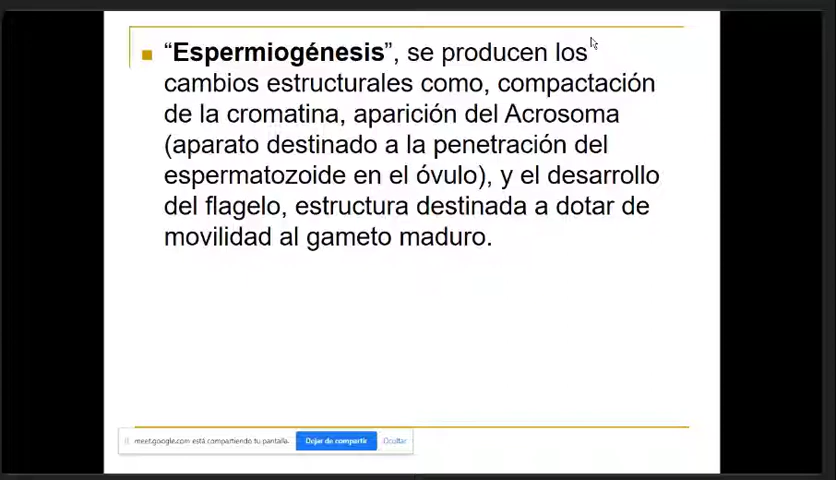 “Espermiogénesis”, se producen los
cambios estructurales como, compactación
de la cromatina, aparición del Acrosoma
(aparato destinado a la penetración del
espermatozoide en el óvulo), y el desarrollo
del flagelo, estructura destinada a dotar de
movilidad al gameto maduro.
meet.google.com está compartiendo tu pantalla. Dejar de compartir Ocultar